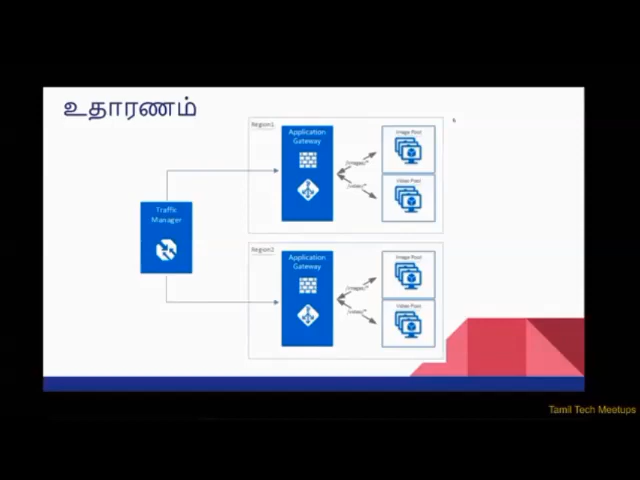 உதாரணம்
Region1
Application
Gateway
Image Pool
/images/*
/video/*
Video Pool
Traffic
Manager
Region2
Application
Gateway
Image Pool
/images/*
/video/*
Video Pool
Tamil Tech Meetups